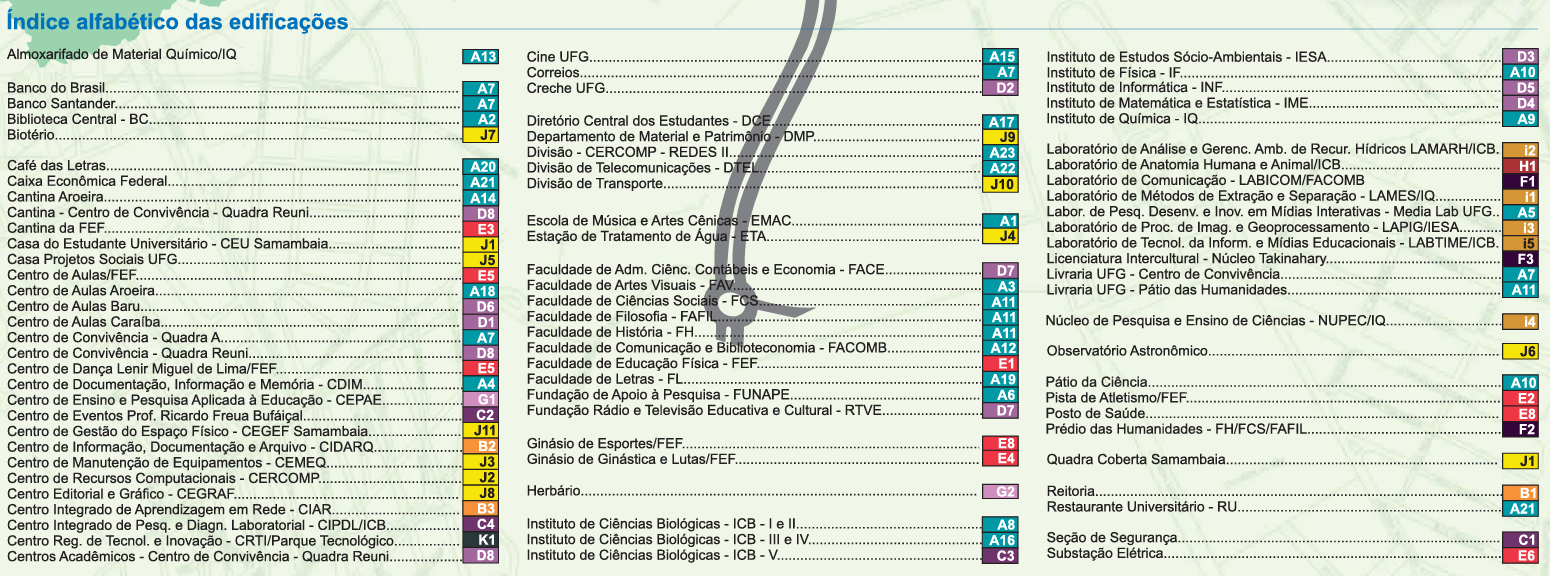 Índice alfabético das edificações
Almoxarifado de Material Químico/IQ A13
Banco do Brasil A7
Banco Santander A7
Biblioteca Central - BC A2
Biotério J7
Café das Letras A20
Caixa Econômica Federal A21
Cantina Aroeira A14
Cantina - Centro de Convivência - Quadra Reuni D8
Cantina da FEF E3
Casa do Estudante Universitário - CEU Samambaia J1
Casa Projetos Sociais UFG J5
Centro de Aulas/FEF E5
Centro de Aulas Aroeira A18
Centro de Aulas Baru D6
Centro de Aulas Caraíba D1
Centro de Convivência - Quadra A A7
Centro de Convivência - Quadra Reuni D8
Centro de Dança Lenir Miguel de Lima/FEF E5
Centro de Documentação, Informação e Memória - CDIM A4
Centro de Ensino e Pesquisa Aplicada à Educação - CEPAE G1
Centro de Eventos Prof. Ricardo Freua Bufáiçal C2
Centro de Gestão do Espaço Físico - CEGEF Samambaia J11
Centro de Informação, Documentação e Arquivo - CIDARQ B2
Centro de Manutenção de Equipamentos - CEMEQ J3
Centro de Recursos Computacionais - CERCOMP J2
Centro Editorial e Gráfico - CEGRAF J8
Centro Integrado de Aprendizagem em Rede - CIAR B3
Centro Integrado de Pesq. e Diagn. Laboratorial - CIPDL/ICB C4
Centro Reg. de Tecnol. e Inovação - CRTI/Parque Tecnológico K1
Centros Acadêmicos - Centro de Convivência - Quadra Reuni D8
Cine UFG A15
Correios A7
Creche UFG D2
Diretório Central dos Estudantes - DCE A17
Departamento de Material e Patrimônio - DMP J9
Divisão - CERCOMP - REDES II A23
Divisão de Telecomunicações - DTEL A22
Divisão de Transporte J10
Escola de Música e Artes Cênicas - EMAC A1
Estação de Tratamento de Água - ETA J4
Faculdade de Adm. Ciênc. Contábeis e Economia - FACE D7
Faculdade de Artes Visuais - FAV A3
Faculdade de Ciências Sociais - FCS A11
Faculdade de Filosofia - FAFIL A11
Faculdade de História - FH A11
Faculdade de Comunicação e Biblioteconomia - FACOMB A12
Faculdade de Educação Física - FEF E1
Faculdade de Letras - FL A19
Fundação de Apoio à Pesquisa - FUNAPE A6
Fundação Rádio e Televisão Educativa e Cultural - RTVE D7
Ginásio de Esportes/FEF E8
Ginásio de Ginástica e Lutas/FEF E4
Herbário G2
Instituto de Ciências Biológicas - ICB - I e II A8
Instituto de Ciências Biológicas - ICB - III e IV A16
Instituto de Ciências Biológicas - ICB - V C3
Instituto de Estudos Sócio-Ambientais - IESA D3
Instituto de Física - IF A10
Instituto de Informática - INF D5
Instituto de Matemática e Estatística - IME D4
Instituto de Química - IQ A9
Laboratório de Análise e Gerenc. Amb. de Recur. Hídricos LAMARH/ICB. i2
Laboratório de Anatomia Humana e Animal/ICB H1
Laboratório de Comunicação - LABICOM/FACOMB F1
Laboratório de Métodos de Extração e Separação - LAMES/IQ i1
Labor. de Pesq. Desenv. e Inov. em Mídias Interativas - Media Lab UFG A5
Laboratório de Proc. de Imag. e Geoprocessamento - LAPIG/IESA i3
Laboratório de Tecnol. da Inform. e Mídias Educacionais - LABTIME/ICB. i5
Licenciatura Intercultural - Núcleo Takinahary F3
Livraria UFG - Centro de Convivência A7
Livraria UFG - Pátio das Humanidades A11
Núcleo de Pesquisa e Ensino de Ciências - NUPEC/IQ i4
Observatório Astronômico J6
Pátio da Ciência A10
Pista de Atletismo/FEF E2
Posto de Saúde E8
Prédio das Humanidades - FH/FCS/FAFIL F2
Quadra Coberta Samambaia J1
Reitoria B1
Restaurante Universitário - RU A21
Seção de Segurança C1
Substação Elétrica E6